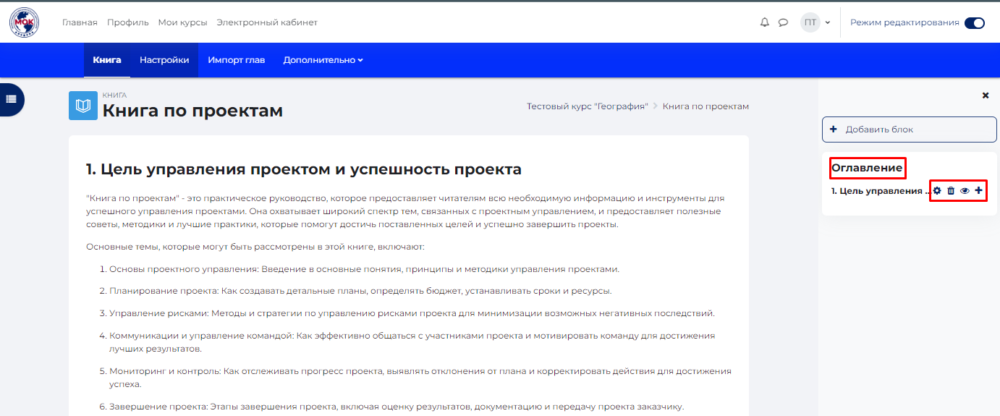 МОК
Главная Профиль Мои курсы Электронный кабинет
ПТ
Режим редактирования
Книга Настройки Импорт глав Дополнительно
КНИГА
Книга по проектам
Тестовый курс "География" > Книга по проектам
Добавить блок
Оглавление
1. Цель управления ...
1. Цель управления проектом и успешность проекта
"Книга по проектам" - это практическое руководство, которое предоставляет читателям всю необходимую информацию и инструменты для
успешного управления проектами. Она охватывает широкий спектр тем, связанных с проектным управлением, и предоставляет полезные
советы, методики и лучшие практики, которые помогут достичь поставленных целей и успешно завершить проекты.
Основные темы, которые могут быть рассмотрены в этой книге, включают:
1. Основы проектного управления: Введение в основные понятия, принципы и методики управления проектами.
2. Планирование проекта: Как создавать детальные планы, определять бюджет, устанавливать сроки и ресурсы.
3. Управление рисками: Методы и стратегии по управлению рисками проекта для минимизации возможных негативных последствий.
4. Коммуникации и управление командой: Как эффективно общаться с участниками проекта и мотивировать команду для достижения
лучших результатов.
5. Мониторинг и контроль: Как отслеживать прогресс проекта, выявлять отклонения от плана и корректировать действия для достижения
успеха.
6. Завершение проекта: Этапы завершения проекта, включая оценку результатов, документацию и передачу проекта заказчику.